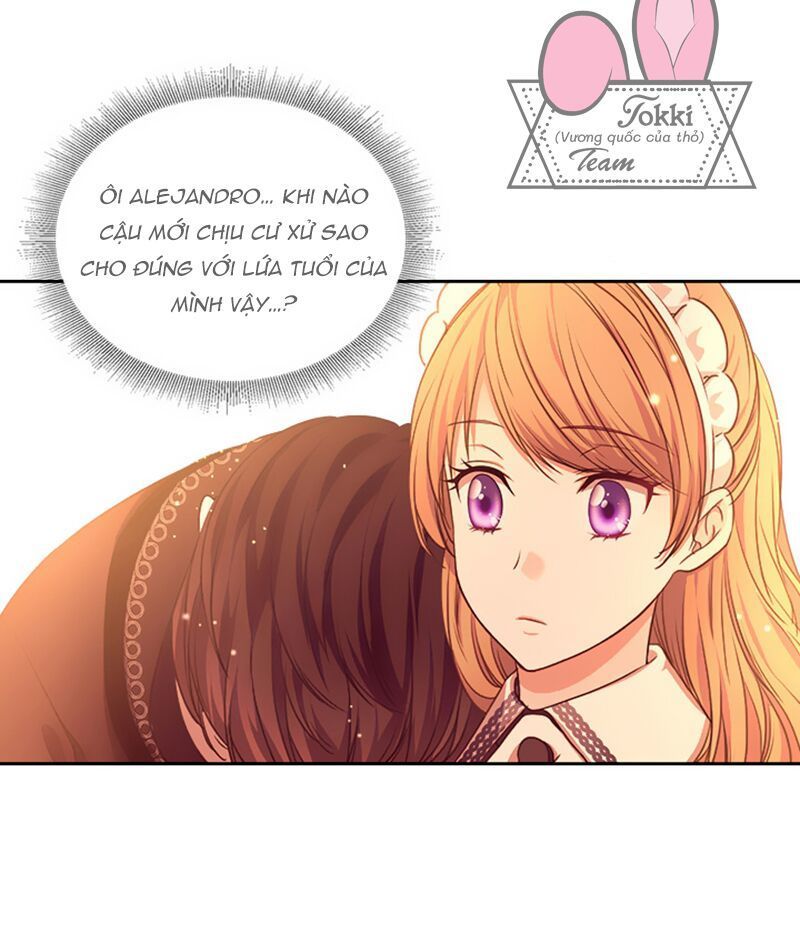 Tokki
(Vương quốc của thỏ)
Team
ÔI ALEJANDRO... KHI NÀO
CẬU MỚI CHỊU CƯ XỬ SAO
CHO ĐÚNG VỚI LỨA TUỔI CỦA
MÌNH VẬY...?